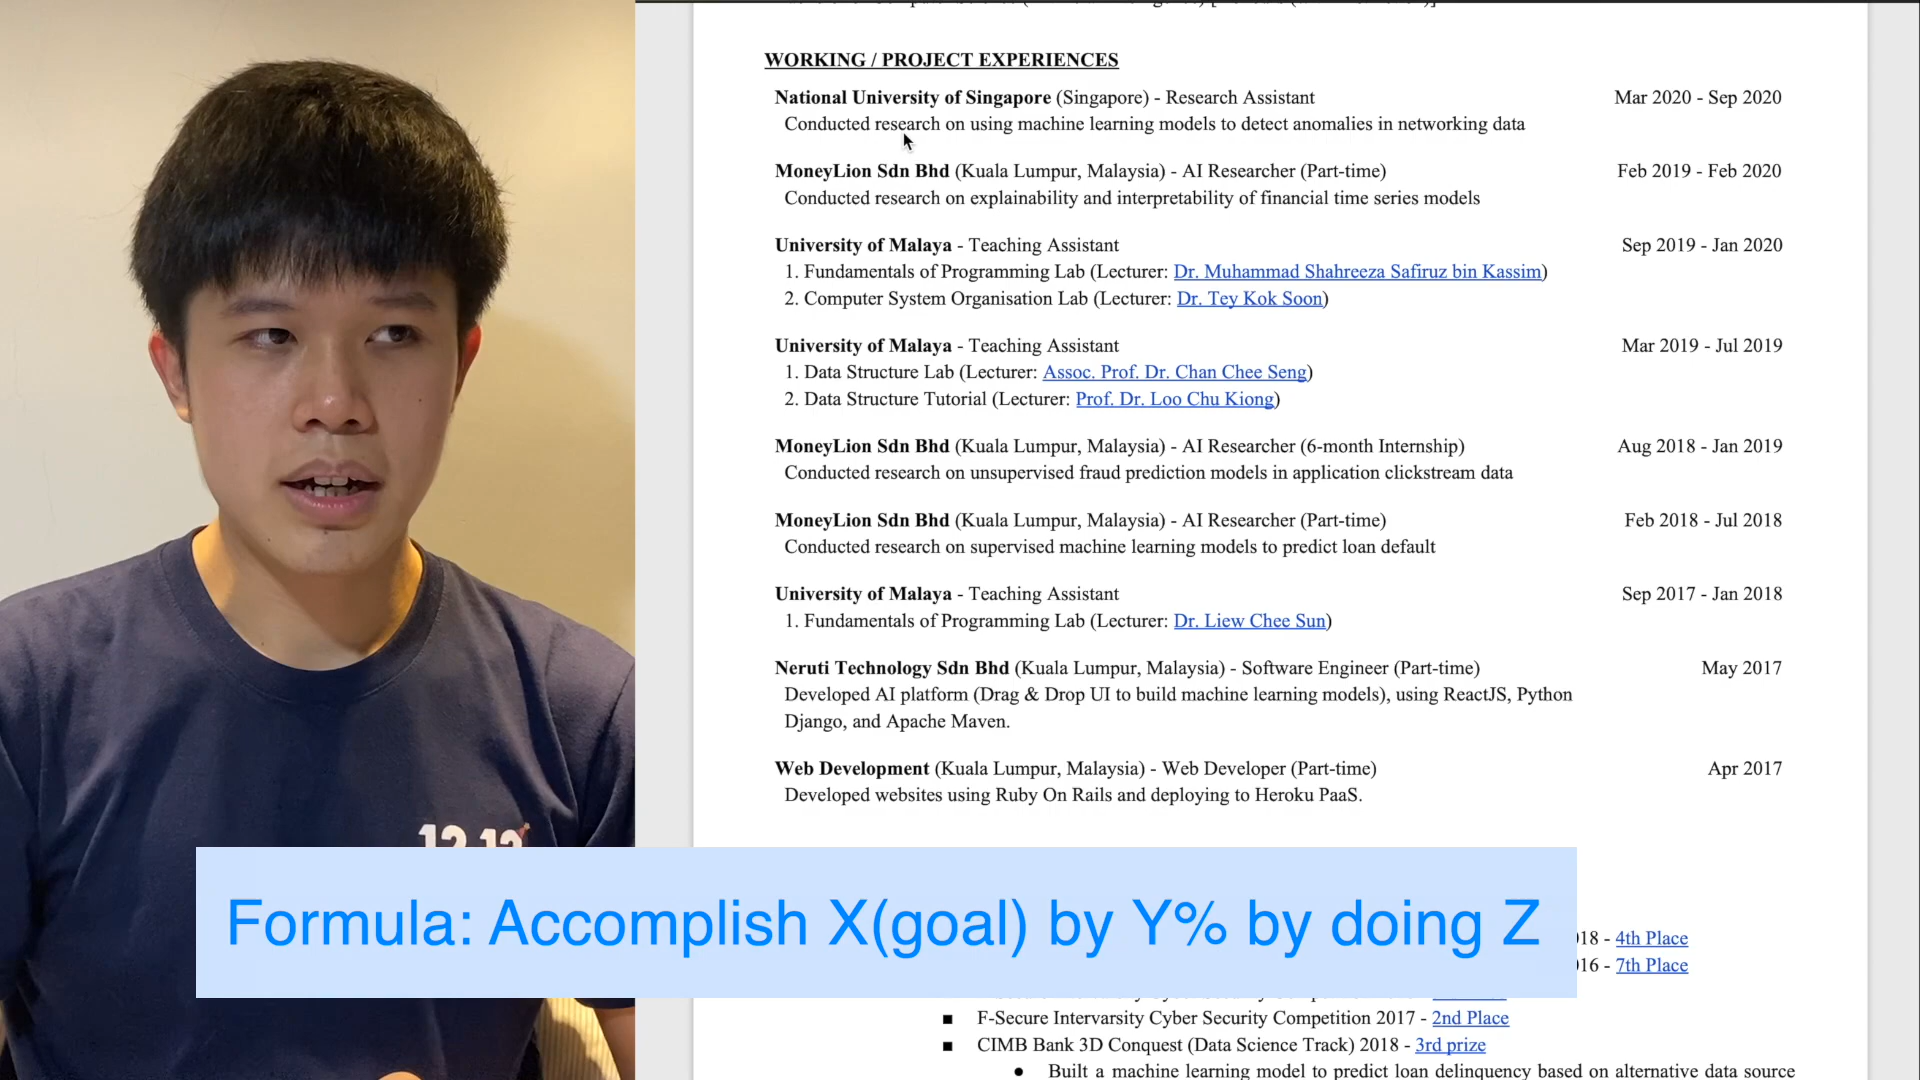 WORKING / PROJECT EXPERIENCES
National University of Singapore (Singapore) - Research Assistant Mar 2020 - Sep 2020
Conducted research on using machine learning models to detect anomalies in networking data
MoneyLion Sdn Bhd (Kuala Lumpur, Malaysia) - AI Researcher (Part-time) Feb 2019 - Feb 2020
Conducted research on explainability and interpretability of financial time series models
University of Malaya - Teaching Assistant Sep 2019 - Jan 2020
1. Fundamentals of Programming Lab (Lecturer: Dr. Muhammad Shahreeza Safiruz bin Kassim)
2. Computer System Organisation Lab (Lecturer: Dr. Tey Kok Soon)
University of Malaya - Teaching Assistant Mar 2019 - Jul 2019
1. Data Structure Lab (Lecturer: Assoc. Prof. Dr. Chan Chee Seng)
2. Data Structure Tutorial (Lecturer: Prof. Dr. Loo Chu Kiong)
MoneyLion Sdn Bhd (Kuala Lumpur, Malaysia) - AI Researcher (6-month Internship) Aug 2018 - Jan 2019
Conducted research on unsupervised fraud prediction models in application clickstream data
MoneyLion Sdn Bhd (Kuala Lumpur, Malaysia) - AI Researcher (Part-time) Feb 2018 - Jul 2018
Conducted research on supervised machine learning models to predict loan default
University of Malaya - Teaching Assistant Sep 2017 - Jan 2018
1. Fundamentals of Programming Lab (Lecturer: Dr. Liew Chee Sun)
Neruti Technology Sdn Bhd (Kuala Lumpur, Malaysia) - Software Engineer (Part-time) May 2017
Developed AI platform (Drag & Drop UI to build machine learning models), using ReactJS, Python
Django, and Apache Maven.
Web Development (Kuala Lumpur, Malaysia) - Web Developer (Part-time) Apr 2017
Developed websites using Ruby On Rails and deploying to Heroku PaaS.
12.12
Formula: Accomplish X(goal) by Y% by doing Z
18 - 4th Place
16 - 7th Place
■ F-Secure Intervarsity Cyber Security Competition 2017 - 2nd Place
■ CIMB Bank 3D Conquest (Data Science Track) 2018 - 3rd prize
● Built a machine learning model to predict loan delinquency based on alternative data source